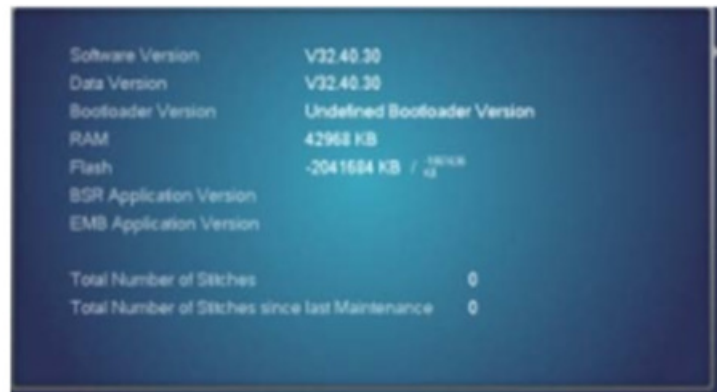 Software Version V32.40.30
Data Version V32.40.30
Bootloader Version Undefined Bootloader Version
RAM 42968 KB
Flash -2041684 KB / KB
BSR Application Version
EMB Application Version
Total Number of Stitches 0
Total Number of Stitches since last Maintenance 0